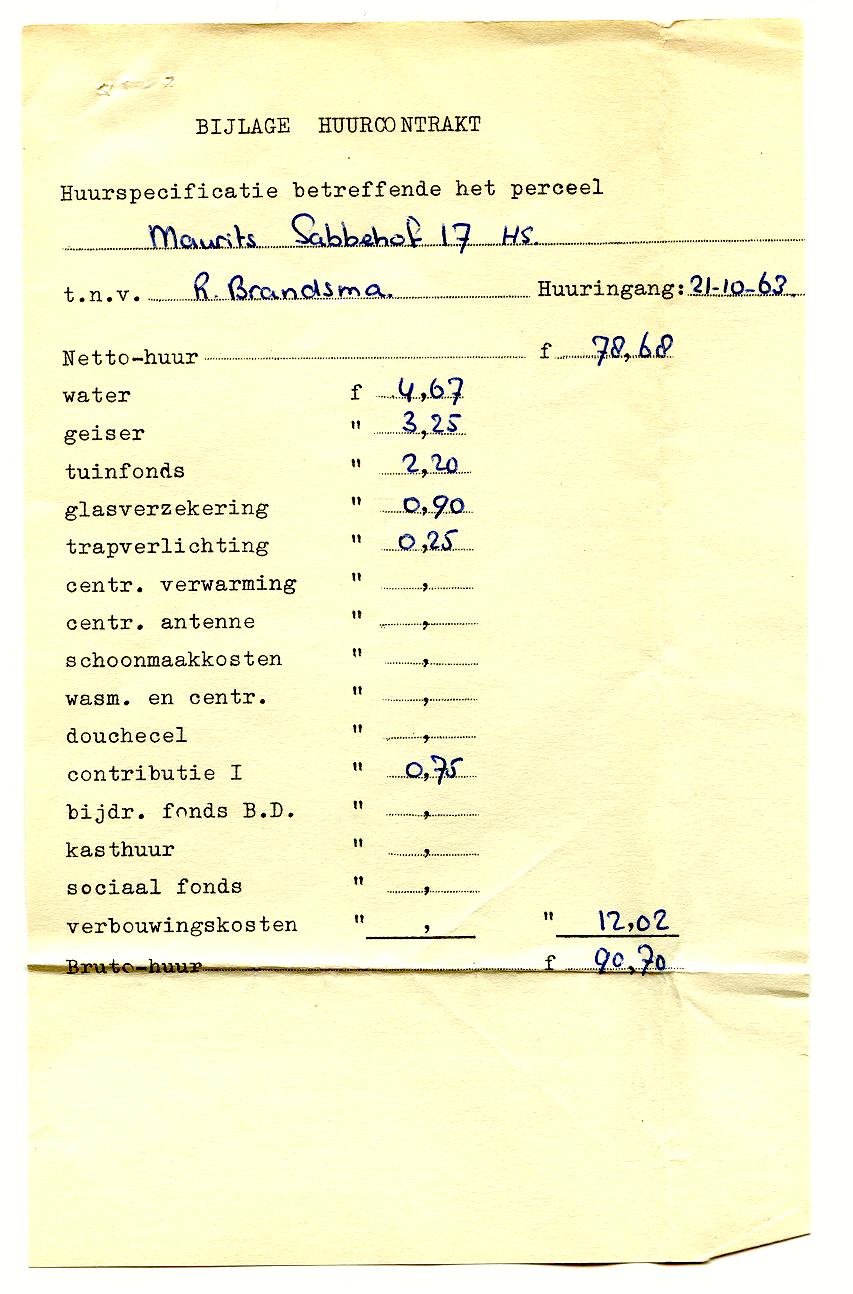 BIJLAGE HUURCONTRAKT
Huurspecificatie betreffende het perceel
Maurits Sabbehof 17 HS.
t.n.v. R. Brandsma. Huuringang: 21-10-63
Netto-huur f 78,68
water f 4,67
geiser " 3,25
tuinfonds " 2,20
glasverzekering " 0,90
trapverlichting " 0,25
centr. verwarming " ,
centr. antenne " ,
schoonmaakkosten " ,
wasm. en centr. " ,
douchecel " ,
contributie I " 0,75
bijdr. fonds B.D. " ,
kasthuur " ,
sociaal fonds " ,
verbouwingskosten " , " 12,02
Bruto-huur f 90,70